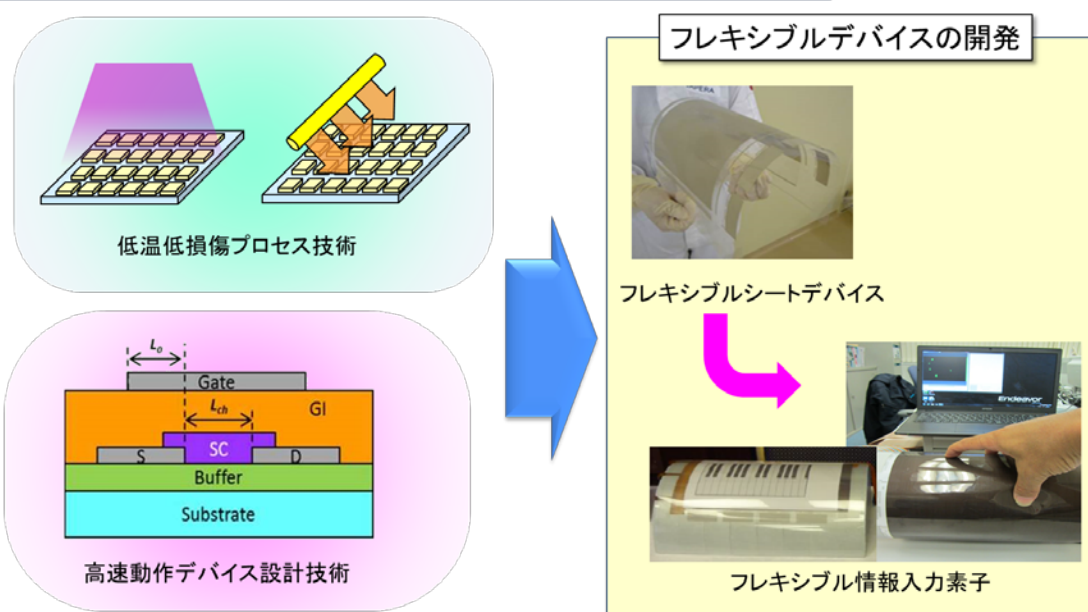 低温低損傷プロセス技術
Lo
Gate
Lch
GI
SC
S
D
Buffer
Substrate
高速動作デバイス設計技術
フレキシブルデバイスの開発
フレキシブルシートデバイス
Endeavor
フレキシブル情報入力素子